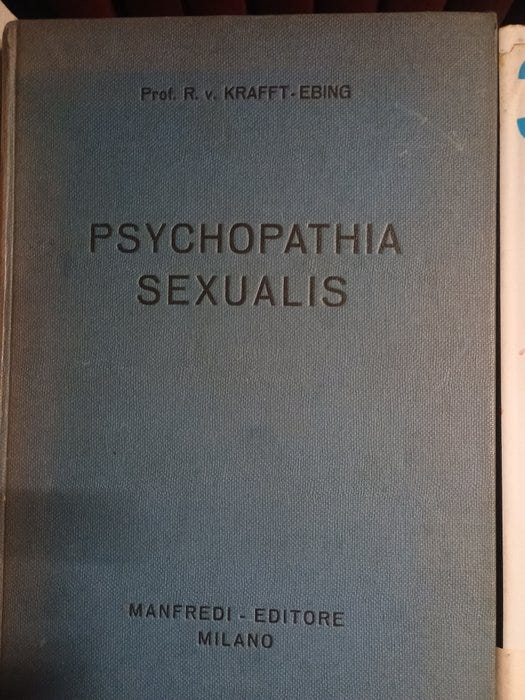 Prof. R. v. KRAFFT-EBING
PSYCHOPATHIA
SEXUALIS
MANFREDI - EDITORE
MILANO